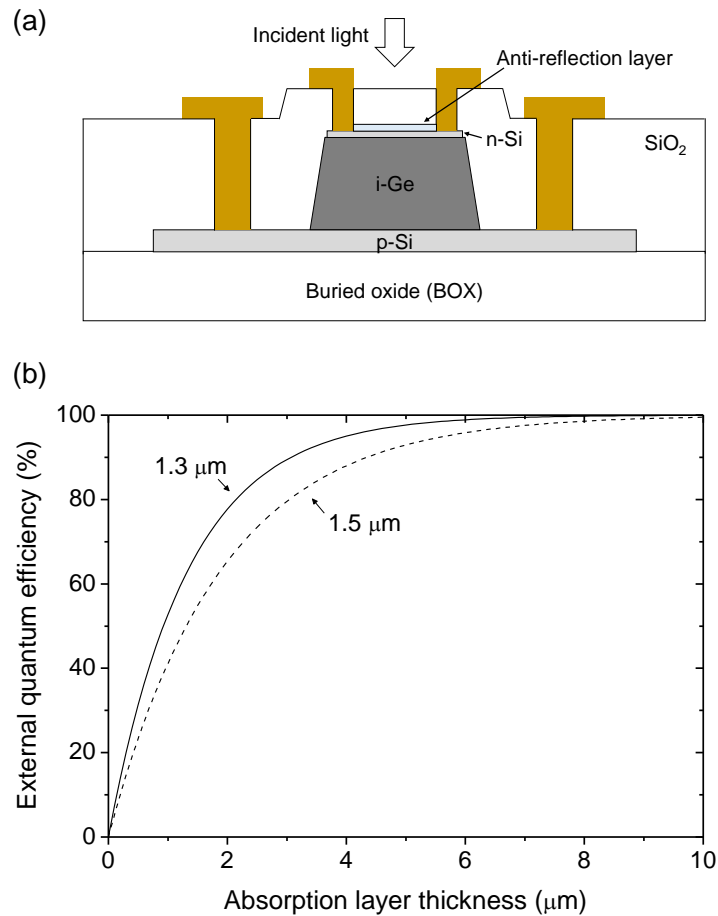 (a)
Incident light
Anti-reflection layer
n-Si
SiO₂
i-Ge
p-Si
Buried oxide (BOX)
(b)
100
80
60
40
20
0
1.3 μm
1.5 μm
0 2 4 6 8 10
External quantum efficiency (%)
Absorption layer thickness (μm)